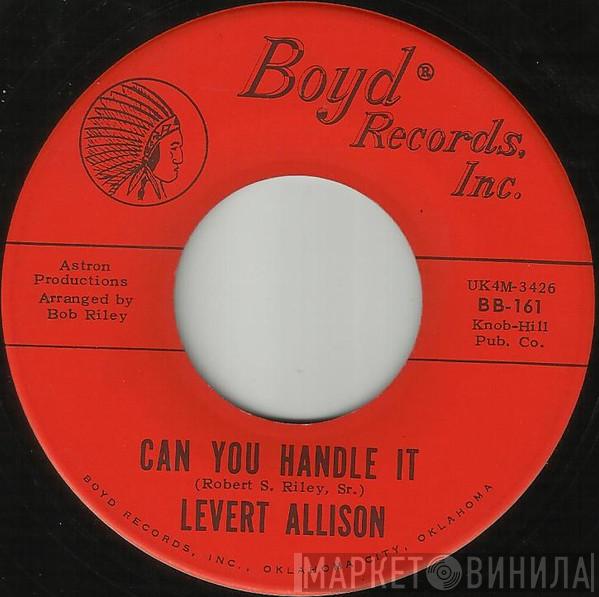 Boyd®
Records,
Inc.
Astron
Productions
Arranged by
Bob Riley
UK4M-3426
BB-161
Knob-Hill
Pub. Co.
CAN YOU HANDLE IT
(Robert S. Riley, Sr.)
LEVERT ALLISON
BOYD RECORDS, INC., OKLAHOMA CITY, OKLAHOMA
МАРКЕТ ВИНИЛА